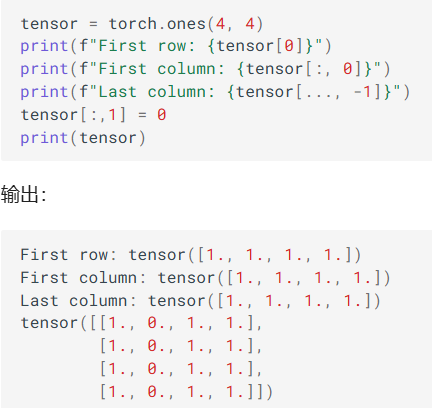 tensor = torch.ones(4, 4)
print(f"First row: {tensor[0]}")
print(f"First column: {tensor[:, 0]}")
print(f"Last column: {tensor[..., -1]}")
tensor[:,1] = 0
print(tensor)
输出:
First row: tensor([1., 1., 1., 1.])
First column: tensor([1., 1., 1., 1.])
Last column: tensor([1., 1., 1., 1.])
tensor([[1., 0., 1., 1.],
        [1., 0., 1., 1.],
        [1., 0., 1., 1.],
        [1., 0., 1., 1.]])